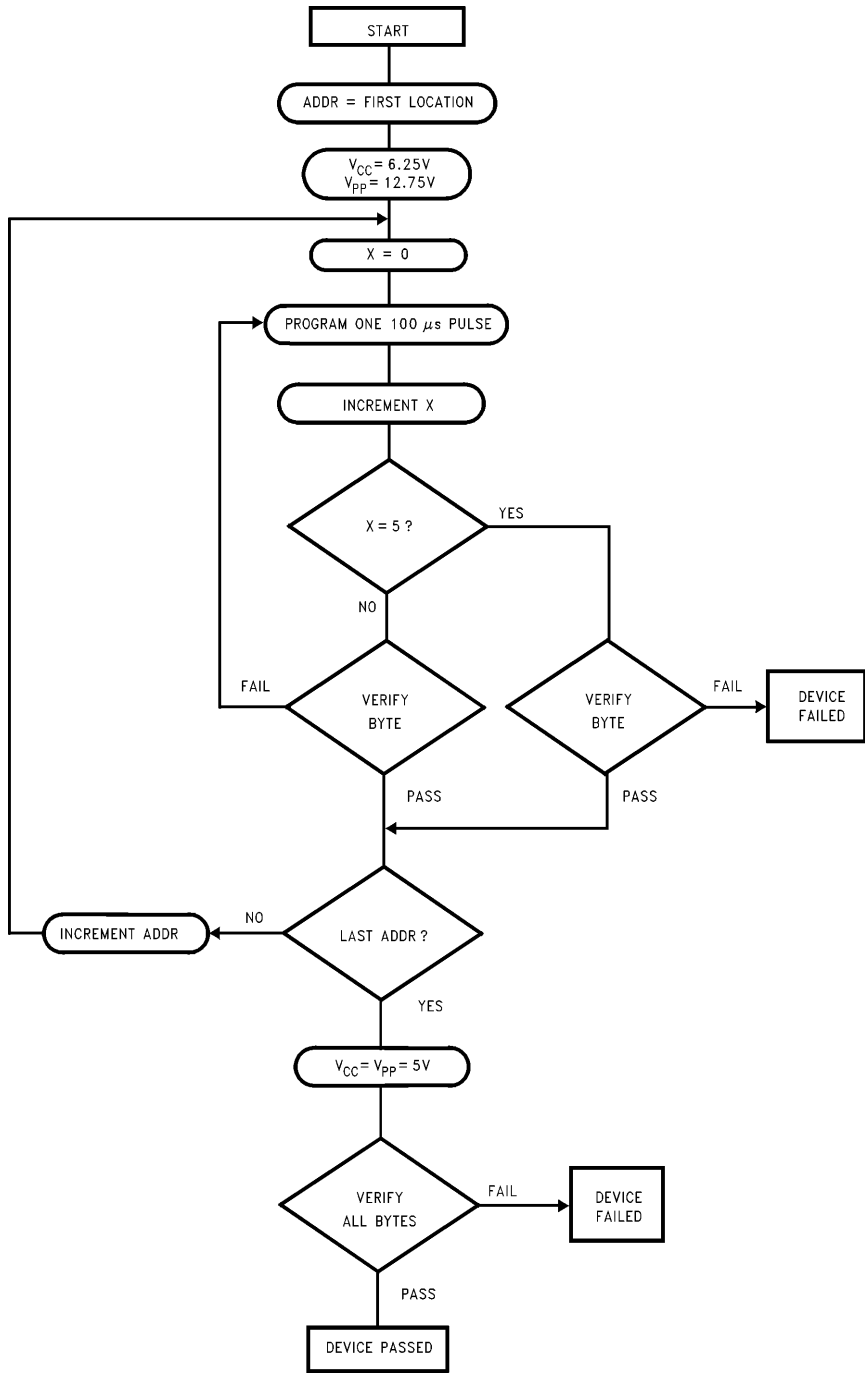 START
ADDR = FIRST LOCATION
VCC = 6.25V
VPP = 12.75V
X = 0
PROGRAM ONE 100 μs PULSE
INCREMENT X
X = 5 ?
YES
NO
FAIL
VERIFY
BYTE
VERIFY
BYTE
FAIL
DEVICE
FAILED
PASS
PASS
INCREMENT ADDR
NO
LAST ADDR ?
YES
VCC = VPP = 5V
VERIFY
ALL BYTES
FAIL
DEVICE
FAILED
PASS
DEVICE PASSED